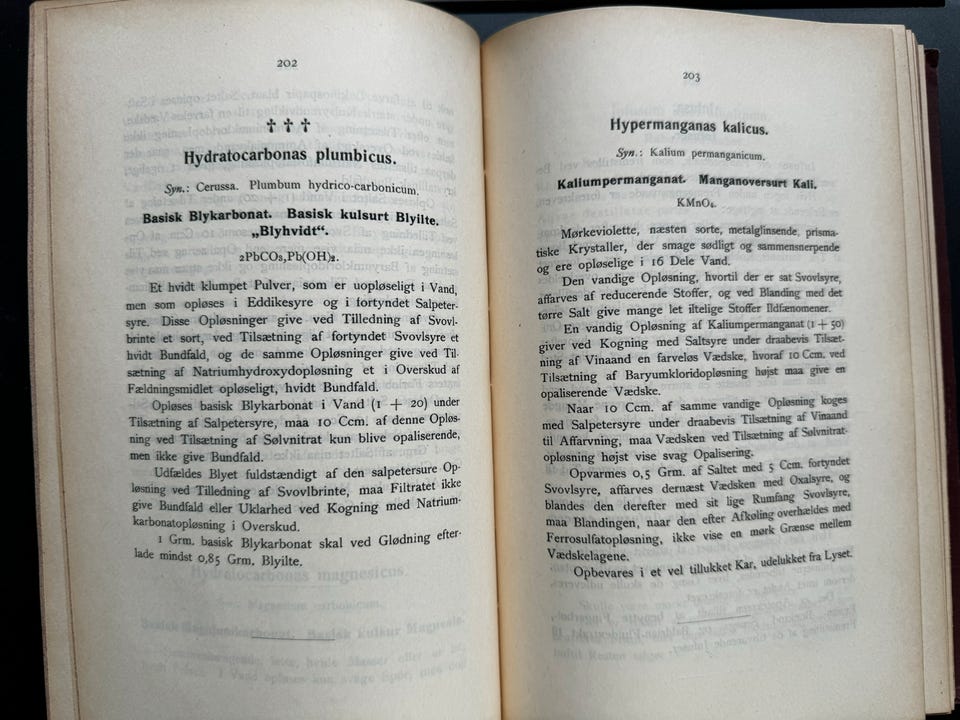 202
† † †
Hydratocarbonas plumbicus.
Syn.: Cerussa. Plumbum hydrico-carbonicum.
Basisk Blykarbonat. Basisk kulsurt Blyilte.
„Blyhvidt“.
2PbCO₃,Pb(OH)₂.
Et hvidt klumpet Pulver, som er uopløseligt i Vand,
men som opløses i Eddikesyre og i fortyndet Salpeter-
syre. Disse Opløsninger give ved Tilledning af Svovl-
brinte et sort, ved Tilsætning af fortyndet Svovlsyre et
hvidt Bundfald, og de samme Opløsninger give ved Til-
sætning af Natriumhydroxydopløsning et i Overskud af
Fældningsmidlet opløseligt, hvidt Bundfald.
Opløses basisk Blykarbonat i Vand (1 + 20) under
Tilsætning af Salpetersyre, maa 10 Ccm. af denne Opløs-
ning ved Tilsætning af Sølvnitrat kun blive opaliserende,
men ikke give Bundfald.
Udfældes Blyet fuldstændigt af den salpetersure Op-
løsning ved Tilledning af Svovlbrinte, maa Filtratet ikke
give Bundfald eller Uklarhed ved Kogning med Natrium-
karbonatopløsning i Overskud.
1 Grm. basisk Blykarbonat skal ved Glødning efter-
lade mindst 0,85 Grm. Blyilte.
203
Hypermanganas kalicus.
Syn.: Kalium permanganicum.
Kaliumpermanganat. Manganoversurt Kali.
KMnO₄.
Mørkeviolette, næsten sorte, metalglinsende, prisma-
tiske Krystaller, der smage sødligt og sammensnerpende
og ere opløselige i 16 Dele Vand.
Den vandige Opløsning, hvortil der er sat Svovlsyre,
affarves af reducerende Stoffer, og ved Blanding med det
tørre Salt give mange let iltelige Stoffer Ildfænomener.
En vandig Opløsning af Kaliumpermanganat (1 + 50)
giver ved Kogning med Saltsyre under draabevis Tilsæt-
ning af Vinaand en farveløs Vædske, hvoraf 10 Ccm. ved
Tilsætning af Baryumkloridopløsning højst maa give en
opaliserende Vædske.
Naar 10 Ccm. af samme vandige Opløsning koges
med Salpetersyre under draabevis Tilsætning af Vinaand
til Affarvning, maa Vædsken ved Tilsætning af Sølvnitrat-
opløsning højst vise svag Opalisering.
Opvarmes 0,5 Grm. af Saltet med 5 Ccm. fortyndet
Svovlsyre, affarves dernæst Vædsken med Oxalsyre, og
blandes den derefter med sit lige Rumfang Svovlsyre,
maa Blandingen, naar den efter Afkøling overhældes med
Ferrosulfatopløsning, ikke vise en mørk Grænse mellem
Vædskelagene.
Opbevares i et vel tillukket Kar, udelukket fra Lyset.